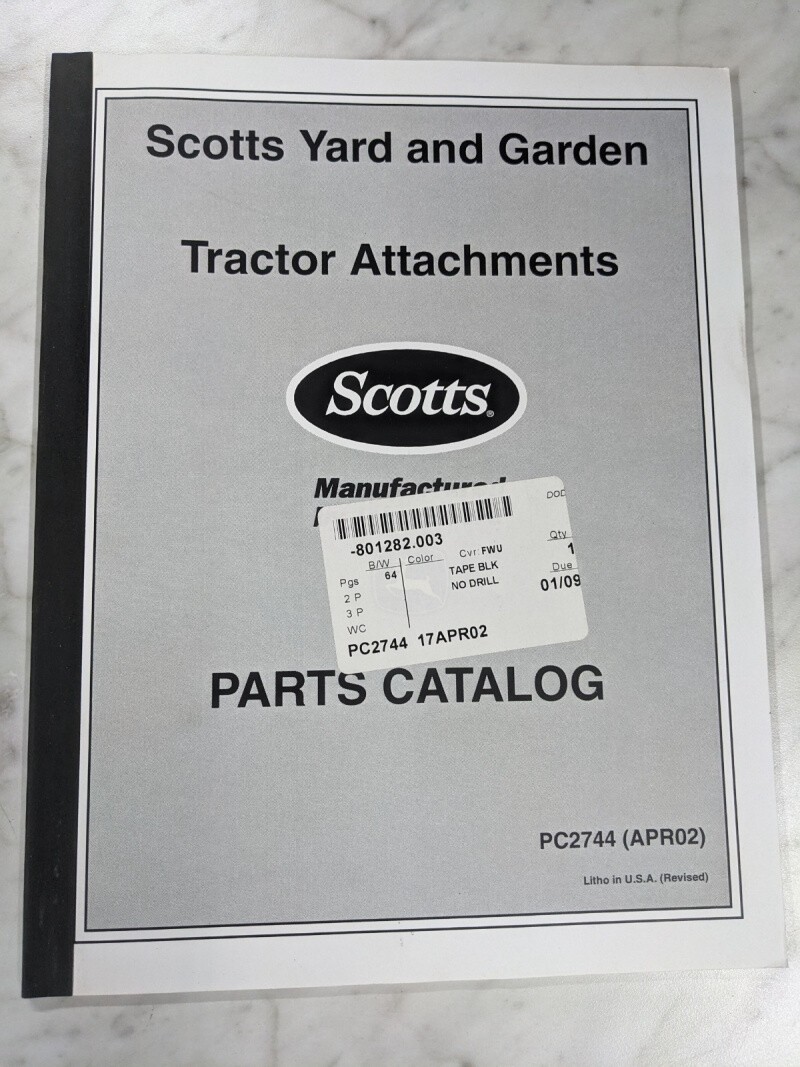 Scotts Yard and Garden
Tractor Attachments
Scotts®
Manufactured
-801282.003
DOD
B/W Color Cvr: FWU Qty
Pgs 64 TAPE BLK 1
2 P NO DRILL Due
3 P 01/09
WC
PC2744 17APR02
PARTS CATALOG
PC2744 (APR02)
Litho in U.S.A. (Revised)